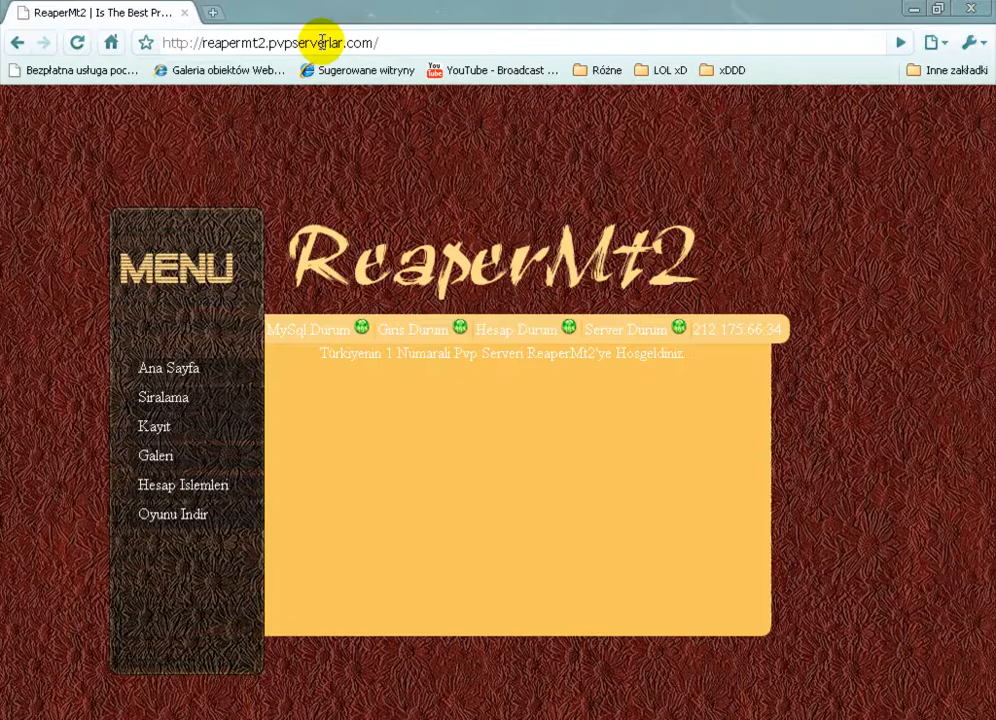 ReaperMt2 | Is The Best Pr...
http://reapermt2.pvpserverlar.com/
Bezpłatna usługa poc... Galeria obiektów Web... Sugerowane witryny YouTube - Broadcast ... Różne LOL xD xDDD Inne zakładki
MENU
ReaperMt2
MySql Durum Giris Durum Hesap Durum Server Durum 212.175.66.34
Türkiyenin 1 Numarali Pvp Serveri ReaperMt2'ye Hosgeldiniz...
Ana Sayfa
Siralama
Kayıt
Galeri
Hesap Islemleri
Oyunu Indir